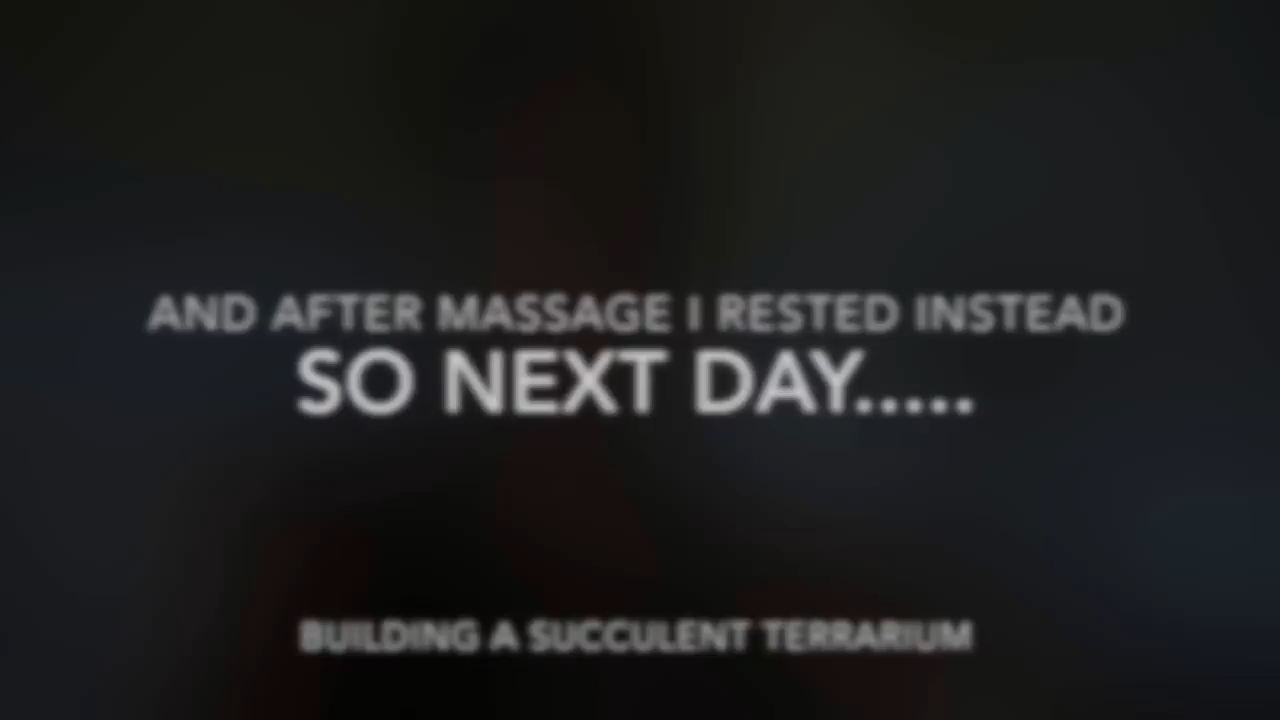 AND AFTER MASSAGE I RESTED INSTEAD
SO NEXT DAY.....
BUILDING A SUCCULENT TERRARIUM